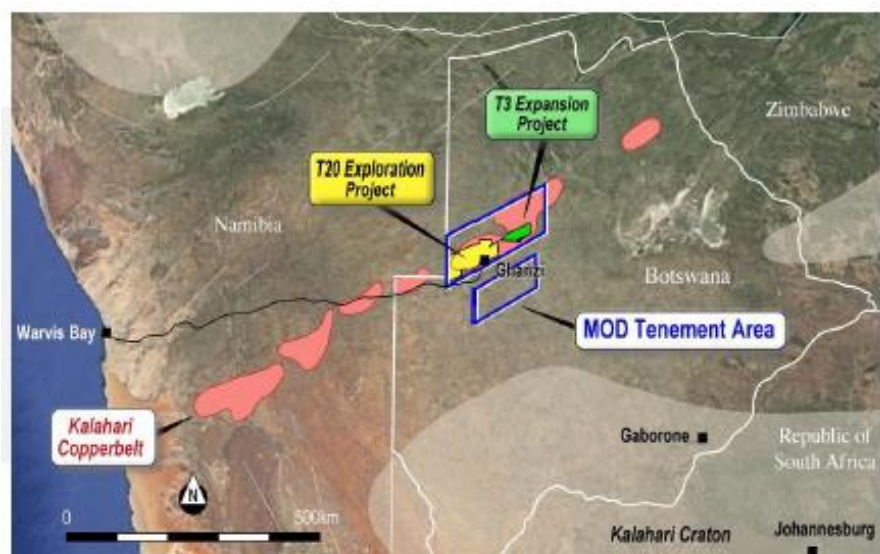 T3 Expansion
Project
Zimbabwe
T20 Exploration
Project
Namibia
Ghanzi
Botswana
Warvis Bay
MOD Tenement Area
Kalahari
Copperbelt
Gaborone
Republic of
South Africa
N
0
300km
Kalahari Craton
Johannesburg